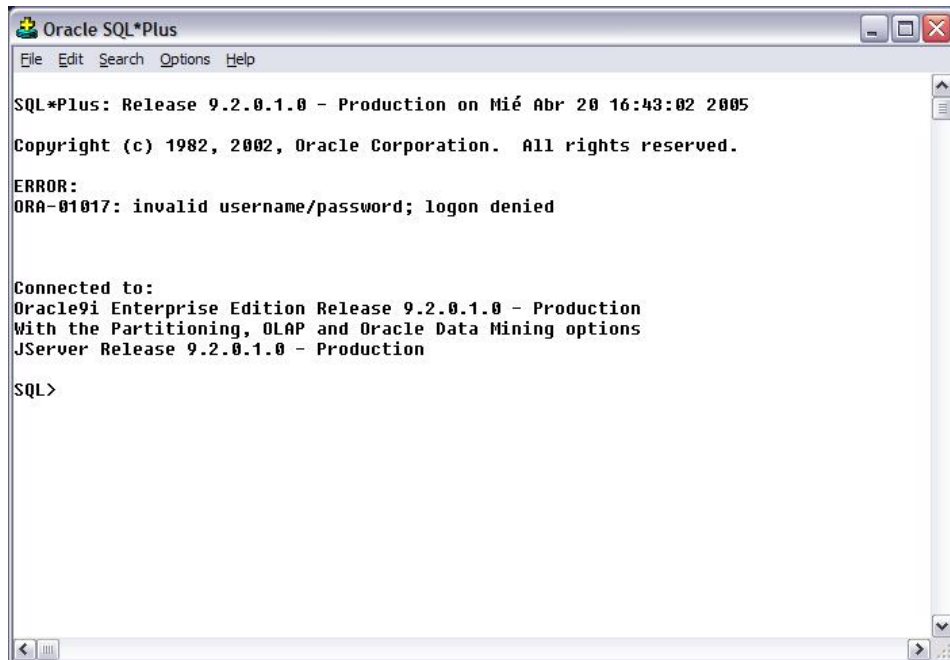 Oracle SQL*Plus
File Edit Search Options Help
SQL*Plus: Release 9.2.0.1.0 - Production on Mié Abr 20 16:43:02 2005
Copyright (c) 1982, 2002, Oracle Corporation.  All rights reserved.
ERROR:
ORA-01017: invalid username/password; logon denied
Connected to:
Oracle9i Enterprise Edition Release 9.2.0.1.0 - Production
With the Partitioning, OLAP and Oracle Data Mining options
JServer Release 9.2.0.1.0 - Production
SQL>